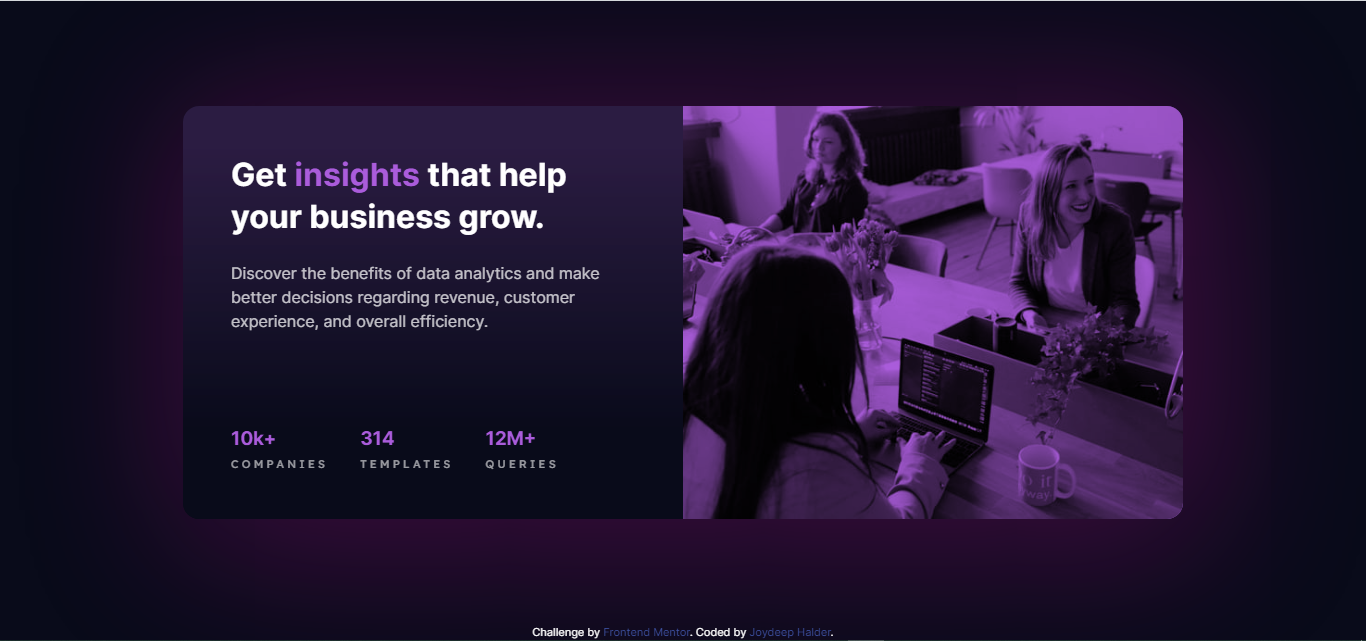 Get insights that help
your business grow.
Discover the benefits of data analytics and make
better decisions regarding revenue, customer
experience, and overall efficiency.
10k+ 314 12M+
COMPANIES TEMPLATES QUERIES
Challenge by Frontend Mentor. Coded by Joydeep Halder.